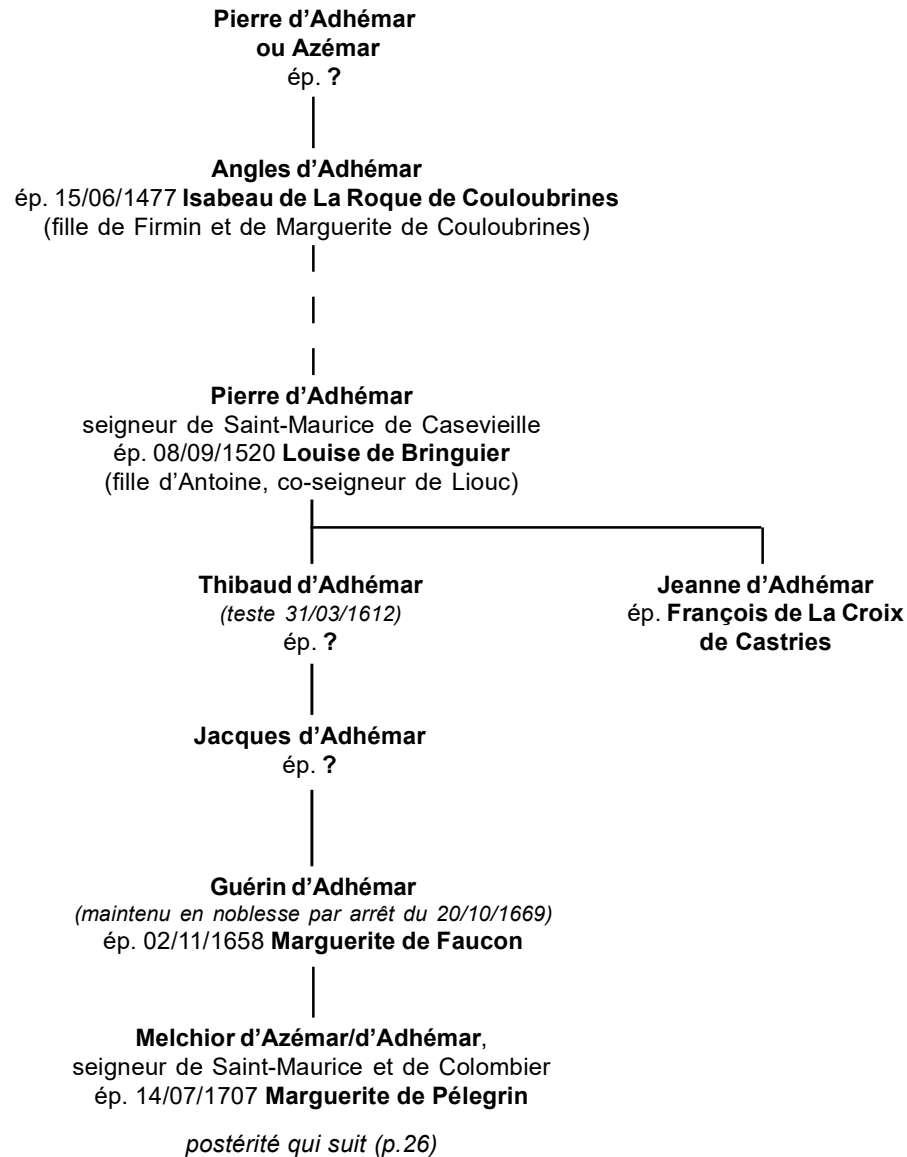 Pierre d’Adhémar
ou Azémar
ép. ?
Angles d’Adhémar
ép. 15/06/1477 Isabeau de La Roque de Couloubrines
(fille de Firmin et de Marguerite de Couloubrines)
Pierre d’Adhémar
seigneur de Saint-Maurice de Casevieille
ép. 08/09/1520 Louise de Bringuier
(fille d’Antoine, co-seigneur de Liouc)
Thibaud d’Adhémar
(teste 31/03/1612)
ép. ?
Jeanne d’Adhémar
ép. François de La Croix
de Castries
Jacques d’Adhémar
ép. ?
Guérin d’Adhémar
(maintenu en noblesse par arrêt du 20/10/1669)
ép. 02/11/1658 Marguerite de Faucon
Melchior d’Azémar/d’Adhémar,
seigneur de Saint-Maurice et de Colombier
ép. 14/07/1707 Marguerite de Pélegrin
postérité qui suit (p.26)